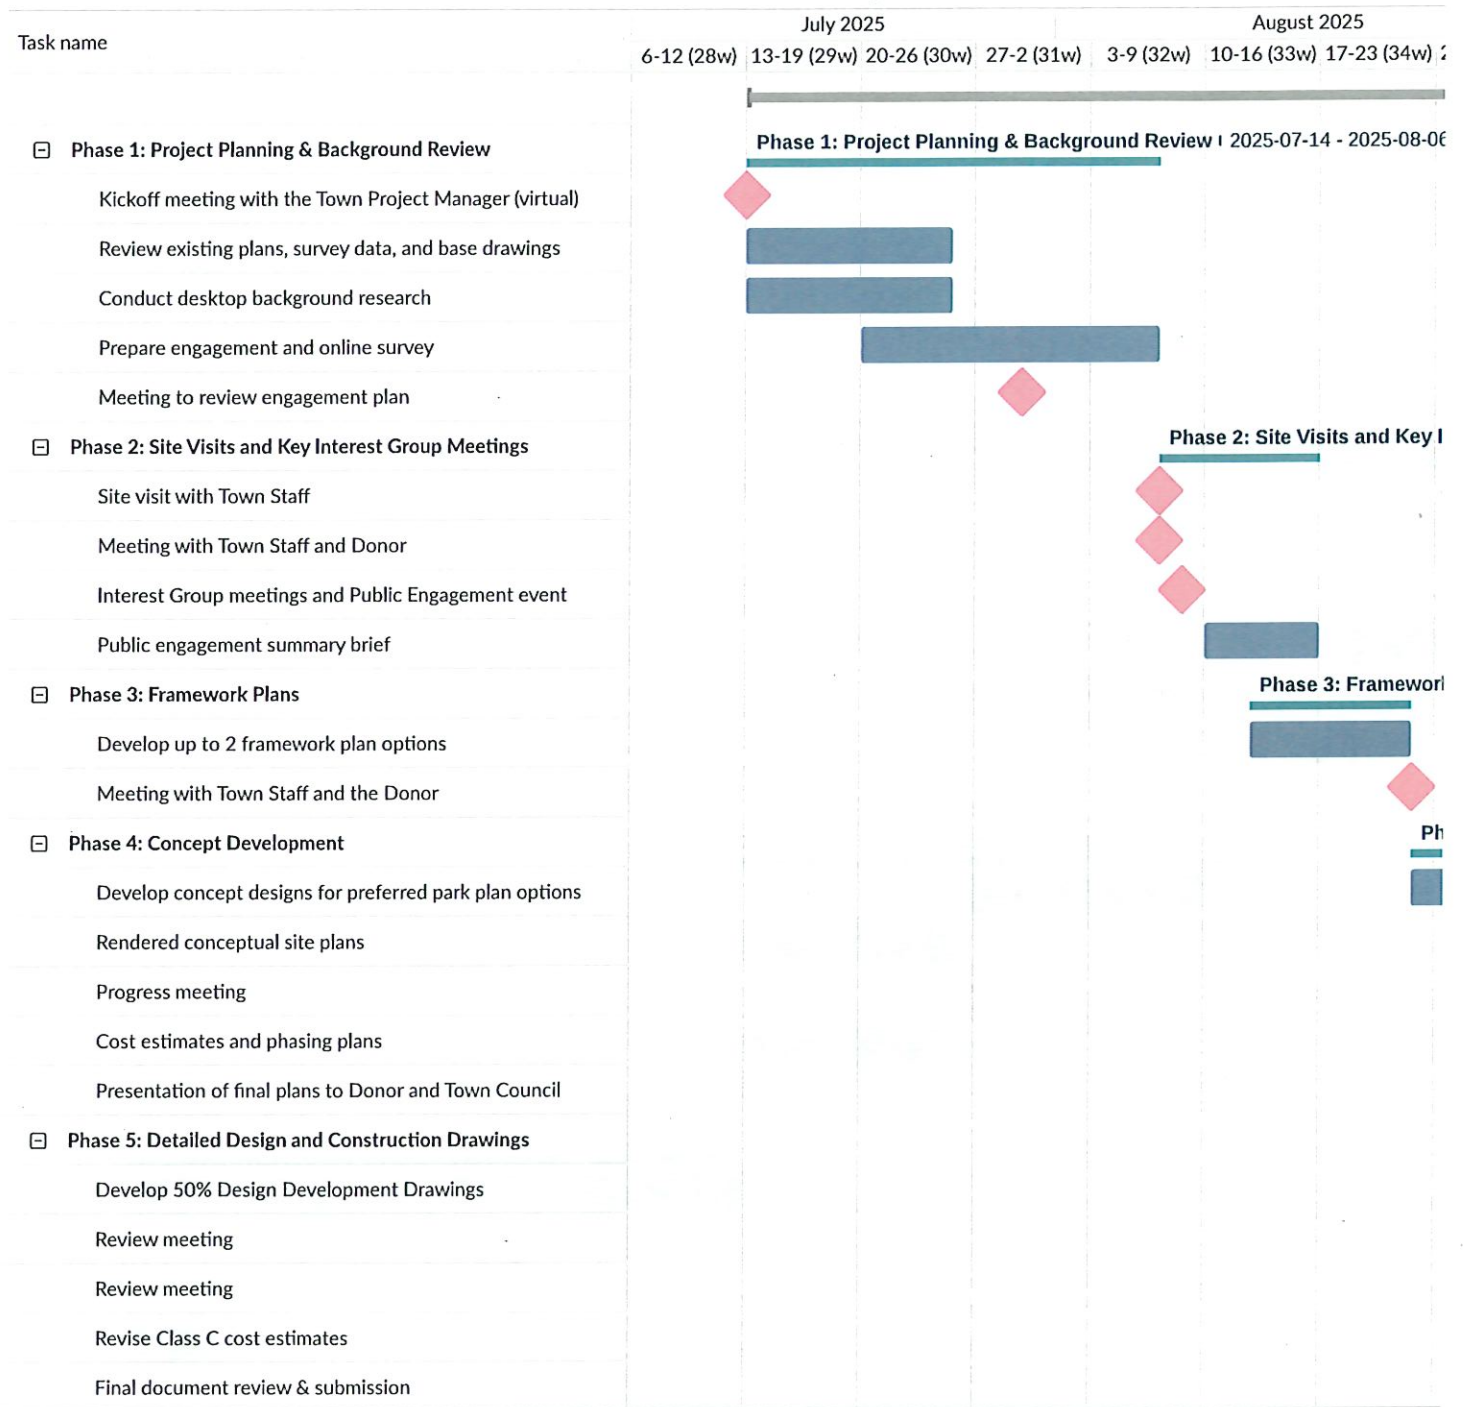 July 2025 August 2025
Task name
6-12 (28w) 13-19 (29w) 20-26 (30w) 27-2 (31w) 3-9 (32w) 10-16 (33w) 17-23 (34w) 2
Phase 1: Project Planning & Background Review Phase 1: Project Planning & Background Review 2025-07-14 - 2025-08-06
Kickoff meeting with the Town Project Manager (virtual)
Review existing plans, survey data, and base drawings
Conduct desktop background research
Prepare engagement and online survey
Meeting to review engagement plan
Phase 2: Site Visits and Key Interest Group Meetings Phase 2: Site Visits and Key I
Site visit with Town Staff
Meeting with Town Staff and Donor
Interest Group meetings and Public Engagement event
Public engagement summary brief
Phase 3: Framework Plans Phase 3: Framework
Develop up to 2 framework plan options
Meeting with Town Staff and the Donor
Phase 4: Concept Development Ph
Develop concept designs for preferred park plan options
Rendered conceptual site plans
Progress meeting
Cost estimates and phasing plans
Presentation of final plans to Donor and Town Council
Phase 5: Detailed Design and Construction Drawings
Develop 50% Design Development Drawings
Review meeting
Review meeting
Revise Class C cost estimates
Final document review & submission